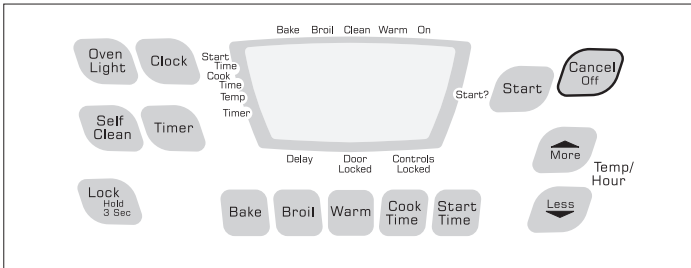 Bake Broil Clean Warm On
Oven
Light
Clock
Start
Time
Cook
Time
Temp
Timer
Start?
Start
Cancel
Off
Self
Clean
Timer
More
Temp/
Hour
Delay
Door
Locked
Controls
Locked
Lock
Hold
3 Sec
Bake
Broil
Warm
Cook
Time
Start
Time
Less